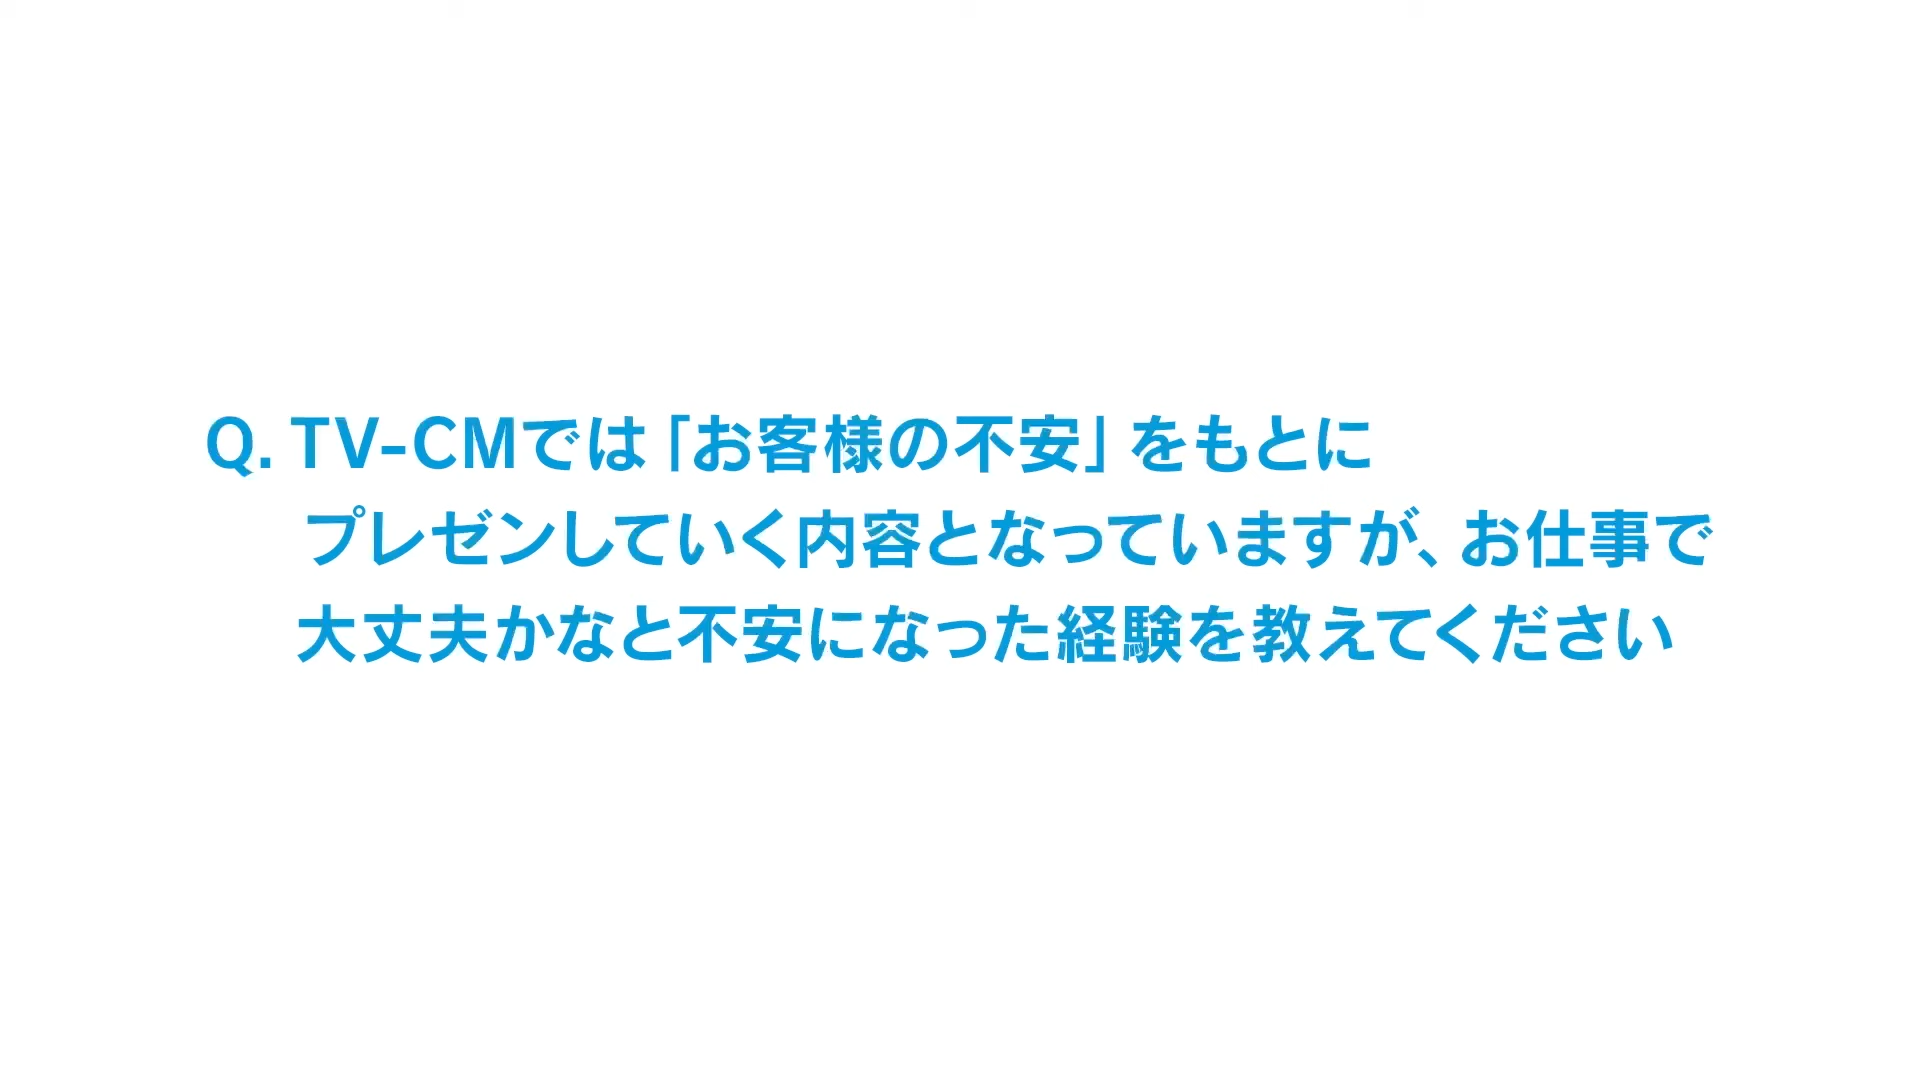 Q. TV-CMでは「お客様の不安」をもとに
プレゼンしていく内容となっていますが、お仕事で
大丈夫かなと不安になった経験を教えてください